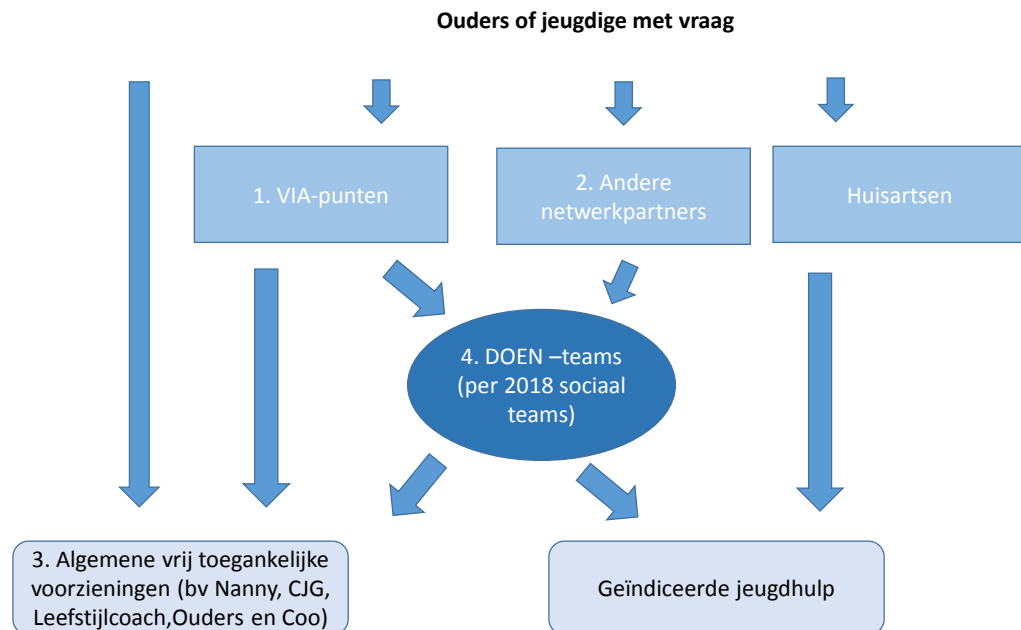 Ouders of jeugdige met vraag
1. VIA-punten
2. Andere
netwerkpartners
Huisartsen
4. DOEN –teams
(per 2018 sociaal
teams)
3. Algemene vrij toegankelijke
voorzieningen (bv Nanny, CJG,
Leefstijlcoach,Ouders en Coo)
Geïndiceerde jeugdhulp